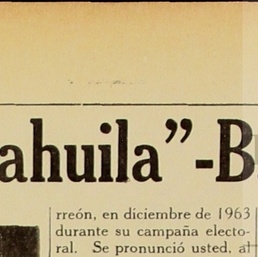 ahuila”-B
rreón, en diciembre de 1963
durante su campaña electo-
ral. Se pronunció usted, al